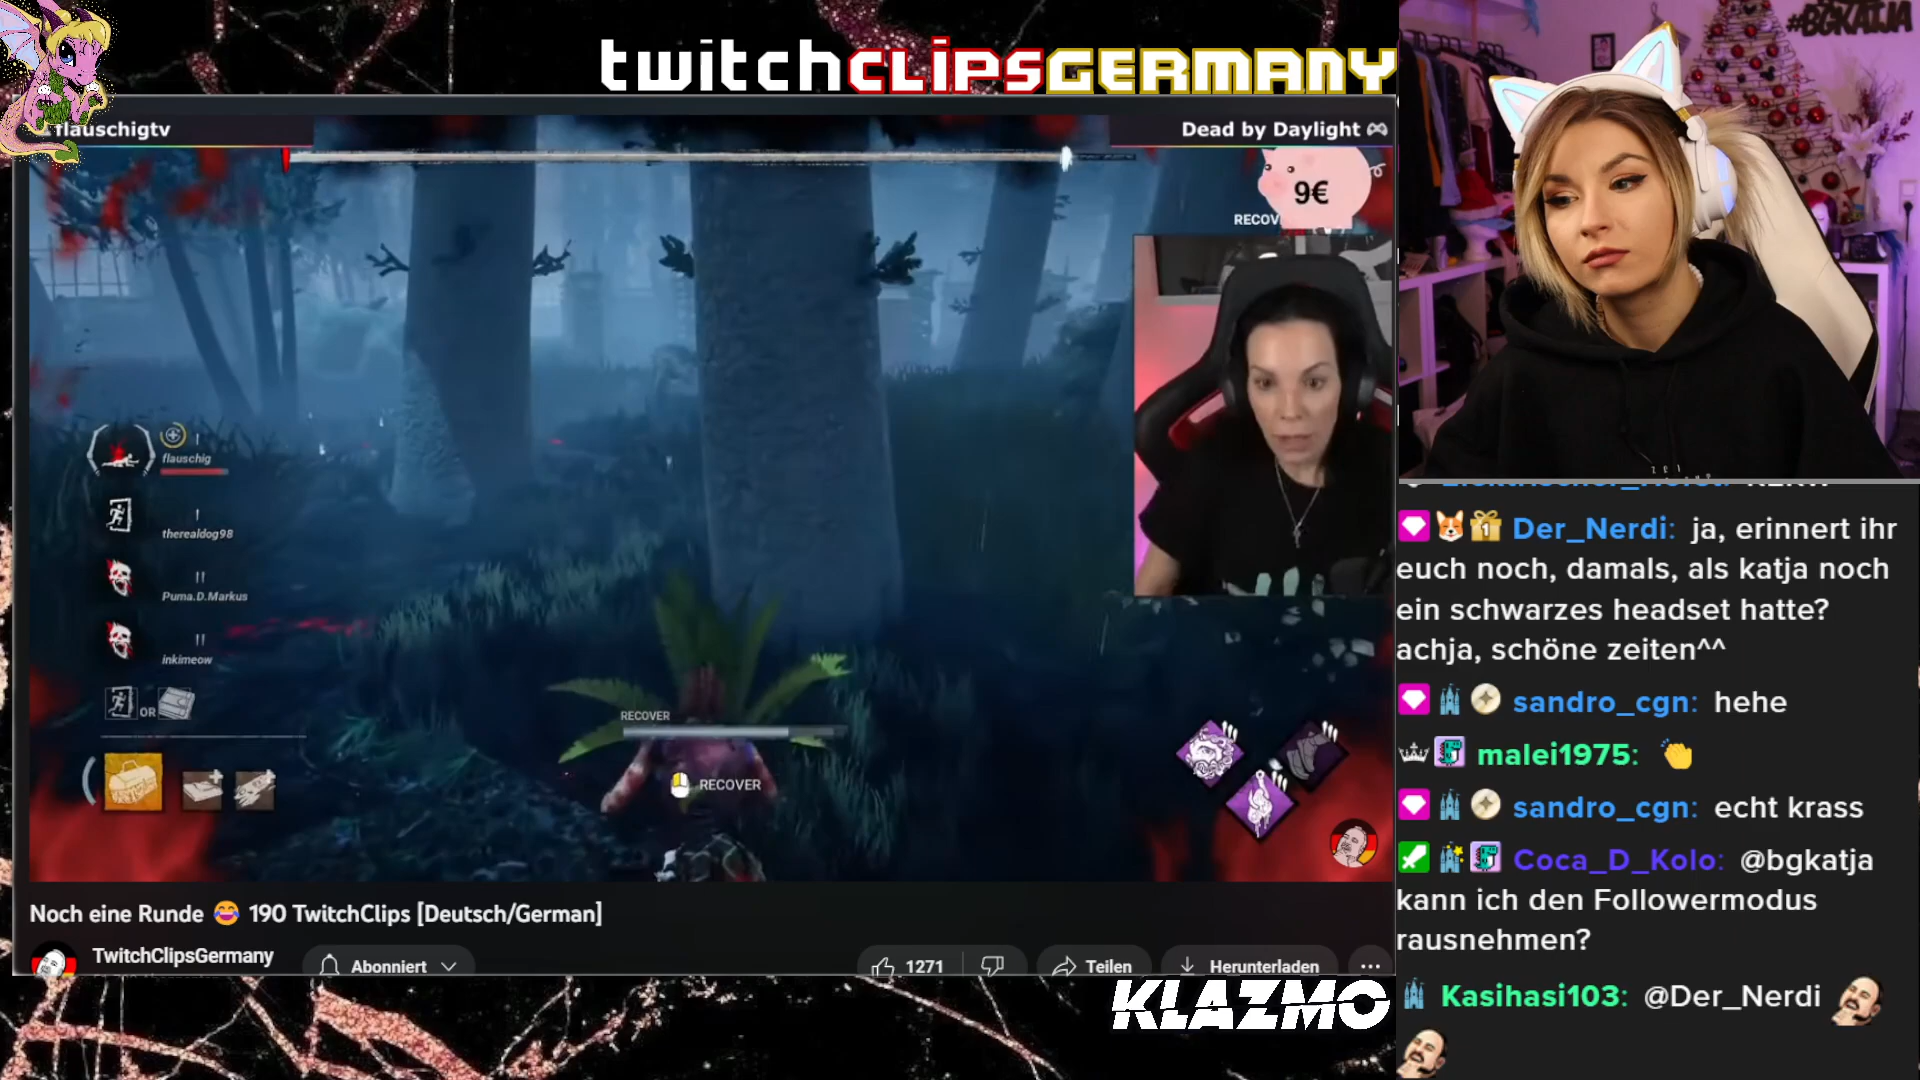 twitchCLIPSGERMANY
#BGKATJA
flauschigtv
Dead by Daylight
9€
RECOV
flauschig
therealdog98
Puma.D.Markus
inkimeow
OR
RECOVER
RECOVER
Noch eine Runde 😂 190 TwitchClips [Deutsch/German]
TwitchClipsGermany
Abonniert
1271
Teilen
Herunterladen
KLAZMO
Der_Nerdi: ja, erinnert ihr
euch noch, damals, als katja noch
ein schwarzes headset hatte?
achja, schöne zeiten^^
sandro_cgn: hehe
malei1975: 👏
sandro_cgn: echt krass
Coca_D_Kolo: @bgkatja
kann ich den Followermodus
rausnehmen?
Kasihasi103: @Der_Nerdi